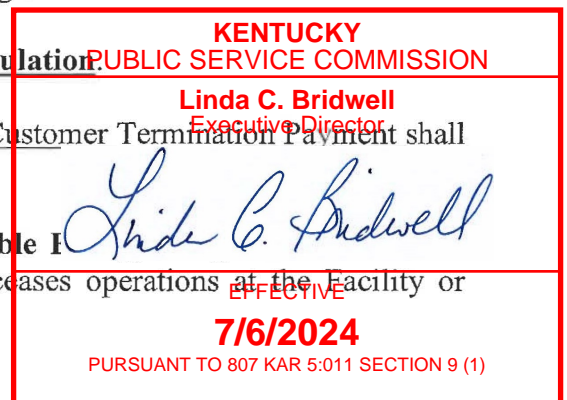 KENTUCKY
ulation.
PUBLIC SERVICE COMMISSION
Linda C. Bridwell
Executive Director
Customer Termination Payment shall
Linda C. Bridwell
ble
ceases operations at the Facility or
EFFECTIVE
7/6/2024
PURSUANT TO 807 KAR 5:011 SECTION 9 (1)